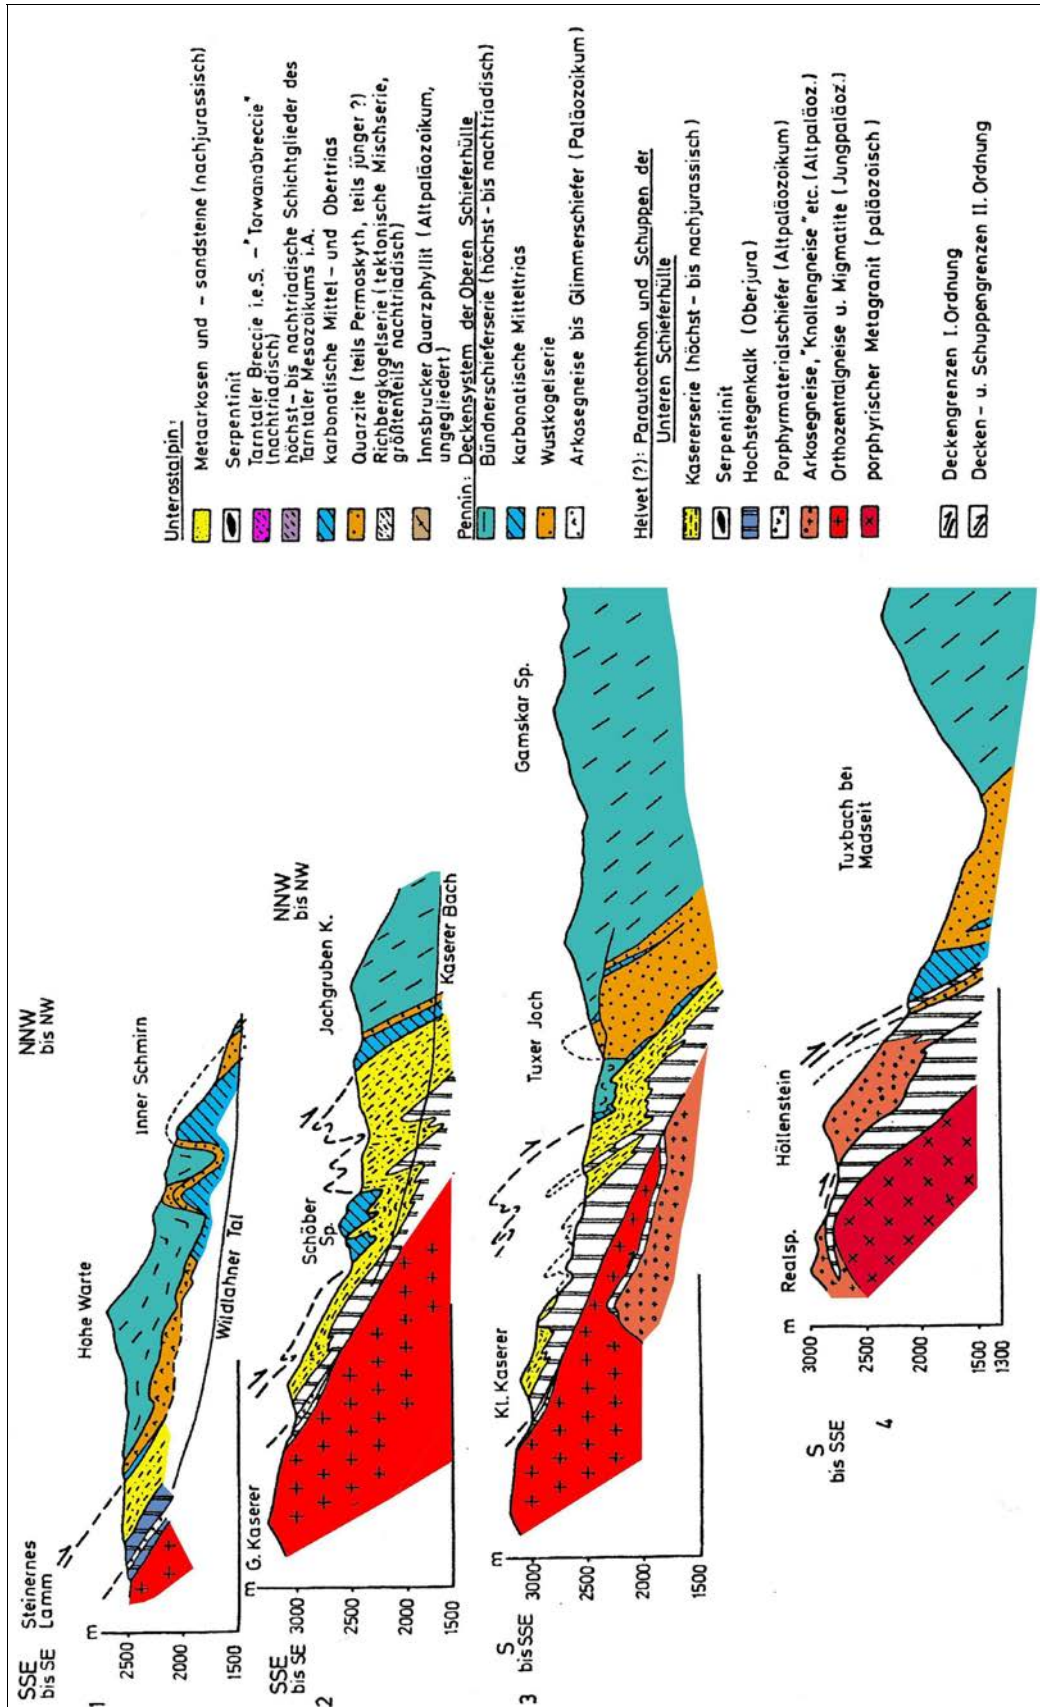 SSE
bis SE
Steinernes
Lamm
Hohe Warte
Inner Schmirn
NNW
bis NW
1
m
2500
2000
Wildlahner Tal
SSE
bis SE
G. Kaserer
Schöber
Sp.
Jochgruben K.
NNW
bis NW
2
m
3000
2500
2000
1500
Kaserer Bach
S
bis SSE
Kl. Kaserer
Tuxer Joch
Gamskar Sp.
3
m
3000
2500
2000
1500
S
bis SSE
Realsp.
Höllenstein
Tuxbach bei
Madseit
4
m
3000
2500
2000
1500
1300
Unterostalpin:
Metaarkosen und - sandsteine (nachjurassisch)
Serpentinit
Tarntaler Breccie i.e.S. - "Torwandbreccie"
(nachtriadisch)
höchst- bis nachtriadische Schichtglieder des
Tarntaler Mesozoikums i.A.
karbonatische Mittel- und Obertrias
Quarzite (teils Permoskyth, teils jünger ?)
Richbergkogelserie (tektonische Mischserie,
größtenteils nachtriadisch)
Innsbrucker Quarzphyllit (Altpaläozoikum,
ungegliedert)
Pennin: Deckensystem der Oberen Schieferhülle
Bündnerschieferserie (höchst- bis nachtriadisch)
karbonatische Mitteltrias
Wustkogelserie
Arkosegneise bis Glimmerschiefer (Paläozoikum)
Helvet (?): Parautochthon und Schuppen der
Unteren Schieferhülle
Kasererserie (höchst- bis nachjurassisch)
Serpentinit
Hochstegenkalk (Oberjura)
Porphyrmaterialschiefer (Altpaläozoikum)
Arkosegneise, "Knollengneise" etc. (Altpaläoz.)
Orthozentralgneise u. Migmatite (Jungpaläoz.)
porphyrischer Metagranit (paläozoisch)
Deckengrenzen I. Ordnung
Decken- u. Schuppengrenzen II. Ordnung